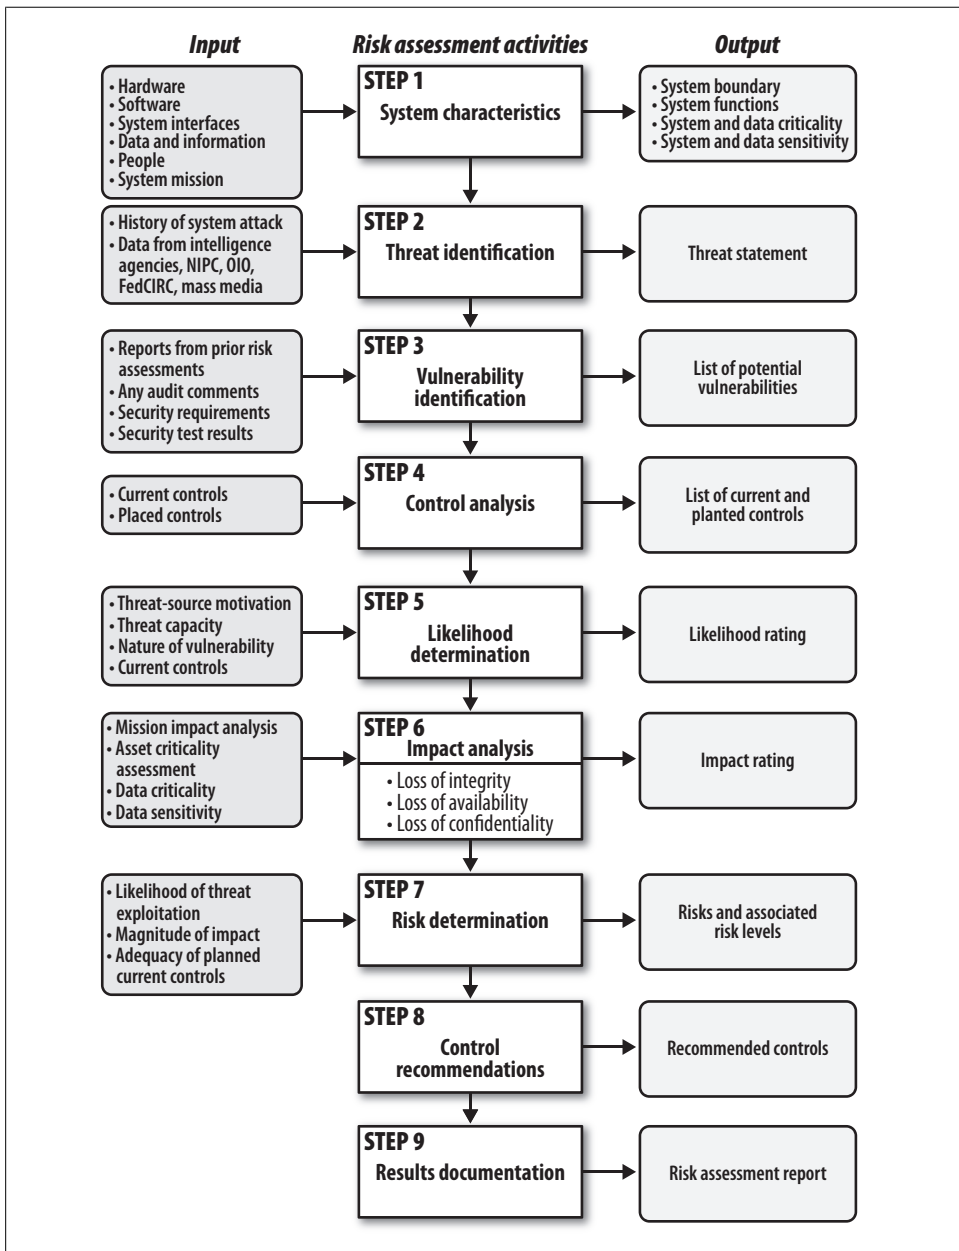 Input Risk assessment activities Output
• Hardware
• Software
• System interfaces
• Data and information
• People
• System mission
STEP 1
System characteristics
• System boundary
• System functions
• System and data criticality
• System and data sensitivity
• History of system attack
• Data from intelligence
agencies, NIPC, OIO,
FedCIRC, mass media
STEP 2
Threat identification
Threat statement
• Reports from prior risk
assessments
• Any audit comments
• Security requirements
• Security test results
STEP 3
Vulnerability
identification
List of potential
vulnerabilities
• Current controls
• Placed controls
STEP 4
Control analysis
List of current and
planted controls
• Threat-source motivation
• Threat capacity
• Nature of vulnerability
• Current controls
STEP 5
Likelihood
determination
Likelihood rating
• Mission impact analysis
• Asset criticality
assessment
• Data criticality
• Data sensitivity
STEP 6
Impact analysis
• Loss of integrity
• Loss of availability
• Loss of confidentiality
Impact rating
• Likelihood of threat
exploitation
• Magnitude of impact
• Adequacy of planned
current controls
STEP 7
Risk determination
Risks and associated
risk levels
STEP 8
Control
recommendations
Recommended controls
STEP 9
Results documentation
Risk assessment report